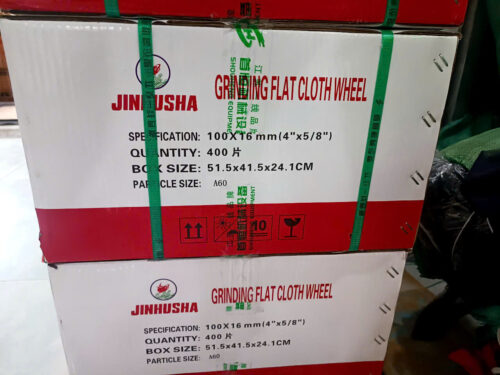 JINHUSHA
GRINDING FLAT CLOTH WHEEL
SPECIFICATION: 100X16 mm(4"x5/8")
QUANTITY: 400 片
BOX SIZE: 51.5x41.5x24.1CM
PARTICLE SIZE: A60
10
JINHUSHA
GRINDING FLAT CLOTH WHEEL
SPECIFICATION: 100X16 mm(4"x5/8")
QUANTITY: 400 片
BOX SIZE: 51.5x41.5x24.1CM
PARTICLE SIZE: A60